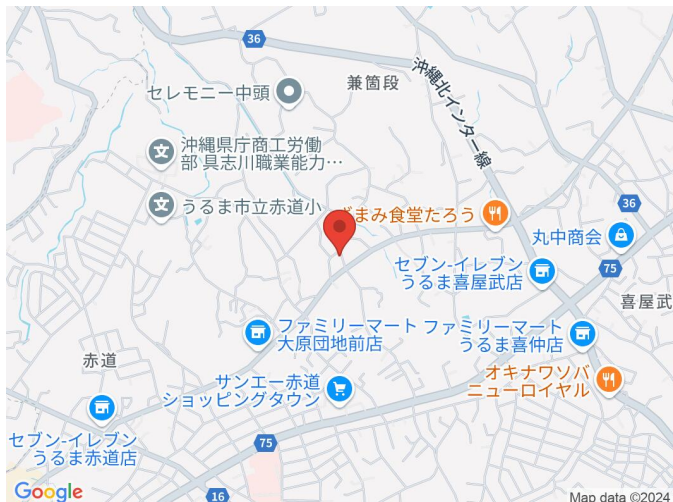 36
兼箇段
沖縄北インター線
セレモニー中頭
沖縄県庁商工労働
部 具志川職業能力…
うるま市立赤道小
まみ食堂たろう
36
丸中商会
セブン-イレブン
うるま喜屋武店
75
喜屋武
ファミリーマート
大原団地前店
ファミリーマート
うるま喜仲店
赤道
サンエー赤道
ショッピングタウン
オキナワソバ
ニューロイヤル
セブン-イレブン
うるま赤道店
75
16
Google
Map data ©2024